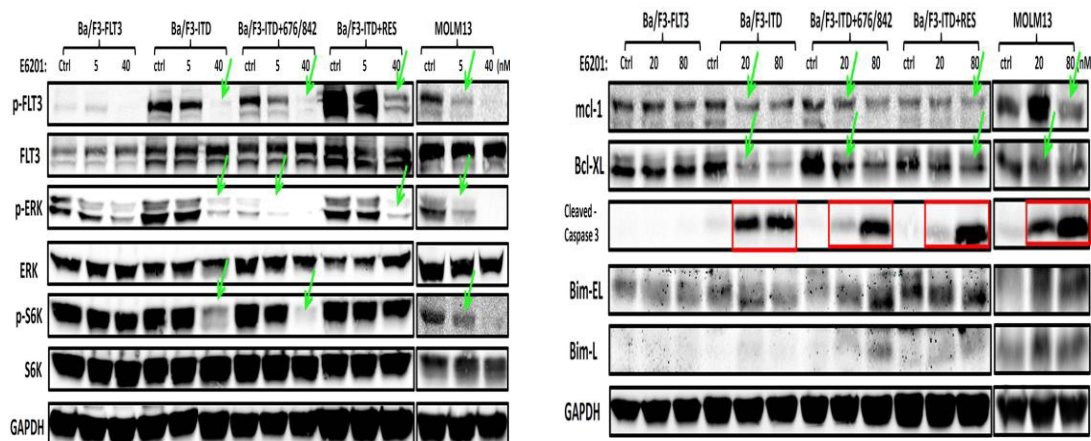 Ba/F3-FLT3 Ba/F3-ITD Ba/F3-ITD+676/842 Ba/F3-ITD+RES MOLM13
E6201: ctrl 5 40 ctrl 5 40 ctrl 5 40 ctrl 5 40 ctrl 5 40 (nM)
p-FLT3
FLT3
p-ERK
ERK
p-S6K
S6K
GAPDH
Ba/F3-FLT3 Ba/F3-ITD Ba/F3-ITD+676/842 Ba/F3-ITD+RES MOLM13
E6201: Ctrl 20 80 ctrl 20 80 ctrl 20 80 ctrl 20 80 ctrl 20 80 (nM)
mcl-1
Bcl-XL
Cleaved -
Caspase 3
Bim-EL
Bim-L
GAPDH